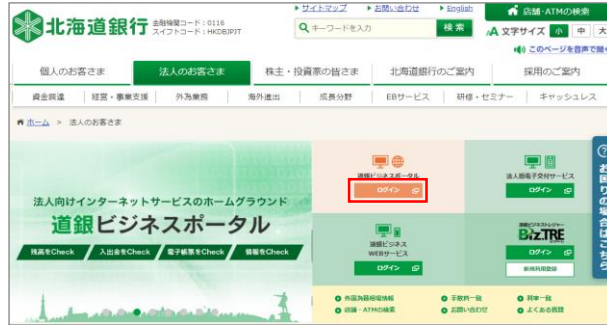 サイトマップ お問い合わせ English 店舗・ATMの検索
北海道銀行 金融機関コード：0116
スイフトコード：HKDBJPJT
キーワードを入力 検索 AA 文字サイズ 小 中 大
このページを音声で聞く
個人のお客さま 法人のお客さま 株主・投資家の皆さま 北海道銀行のご案内 採用のご案内
資金調達 経営・事業支援 外為業務 海外進出 成長分野 EBサービス 研修・セミナー キャッシュレス
ホーム > 法人のお客さま
法人向けインターネットサービスのホームグラウンド
道銀ビジネスポータル
残高をCheck 入出金をCheck 電子帳票をCheck 情報をCheck
道銀ビジネスポータル
ログイン
法人版電子交付サービス
ログイン
道銀ビジネス
WEBサービス
ログイン
道銀ビズトレジャー
Biz.TRE
ログイン
新規利用登録
外国為替相場情報 手数料一覧 利率一覧
店舗・ATMの検索 お問い合わせ よくある質問
お困りの場合はこちら